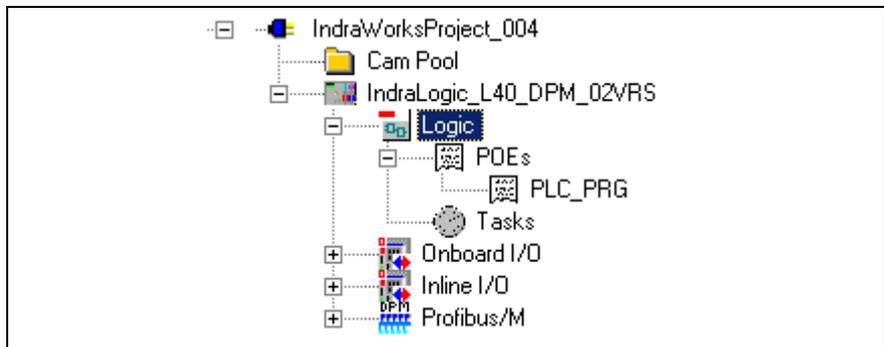 IndraWorksProject_004
Cam Pool
IndraLogic_L40_DPM_02VRS
Logic
POEs
PLC_PRG
Tasks
Onboard I/O
Inline I/O
DPM
Profibus/M